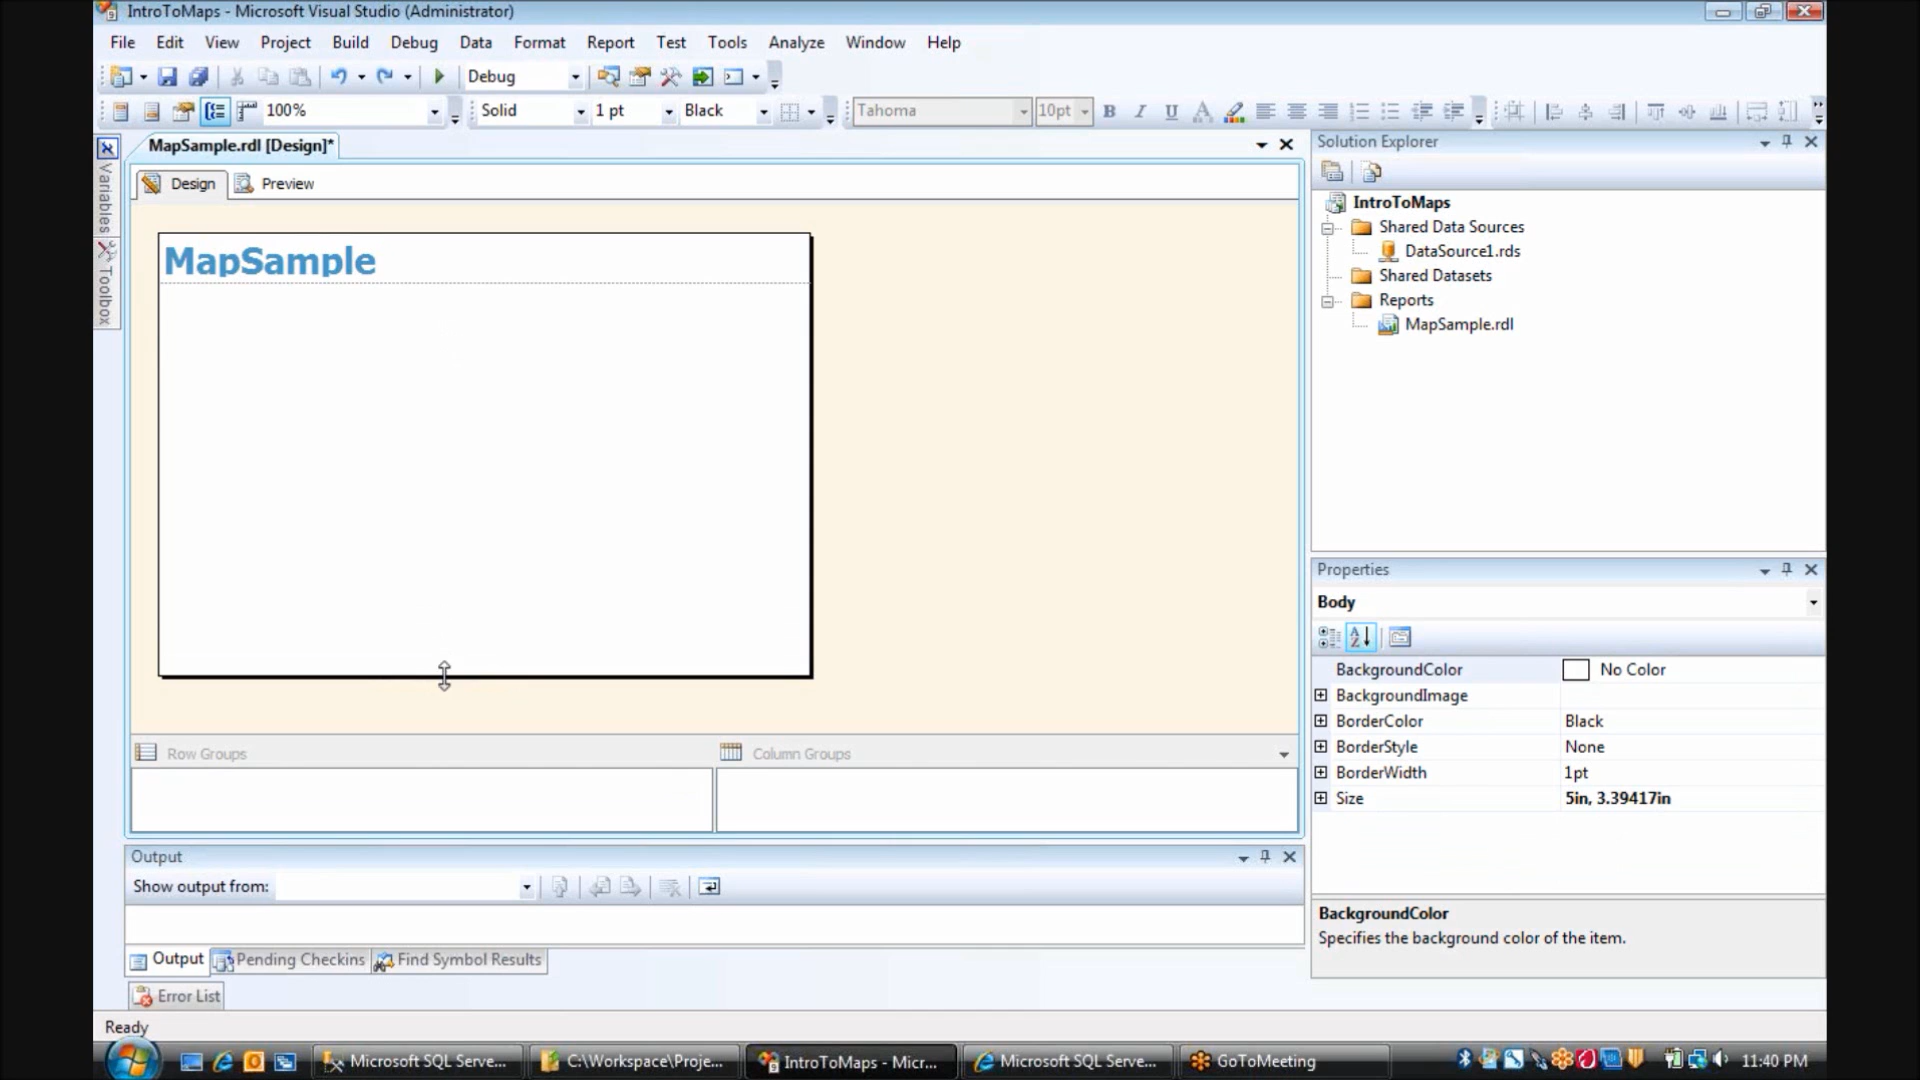 IntroToMaps - Microsoft Visual Studio (Administrator)
File Edit View Project Build Debug Data Format Report Test Tools Analyze Window Help
Debug
100% Solid 1 pt Black Tahoma 10pt B I U A
MapSample.rdl [Design]*
Design Preview
Variables
Toolbox
MapSample
Row Groups Column Groups
Output
Show output from:
Output Pending Checkins Find Symbol Results
Error List
Ready
Solution Explorer
IntroToMaps
Shared Data Sources
DataSource1.rds
Shared Datasets
Reports
MapSample.rdl
Properties
Body
BackgroundColor No Color
BackgroundImage
BorderColor Black
BorderStyle None
BorderWidth 1pt
Size 5in, 3.39417in
BackgroundColor
Specifies the background color of the item.
Microsoft SQL Serve... C:\Workspace\Proje... IntroToMaps - Micr... Microsoft SQL Serve... GoToMeeting 11:40 PM